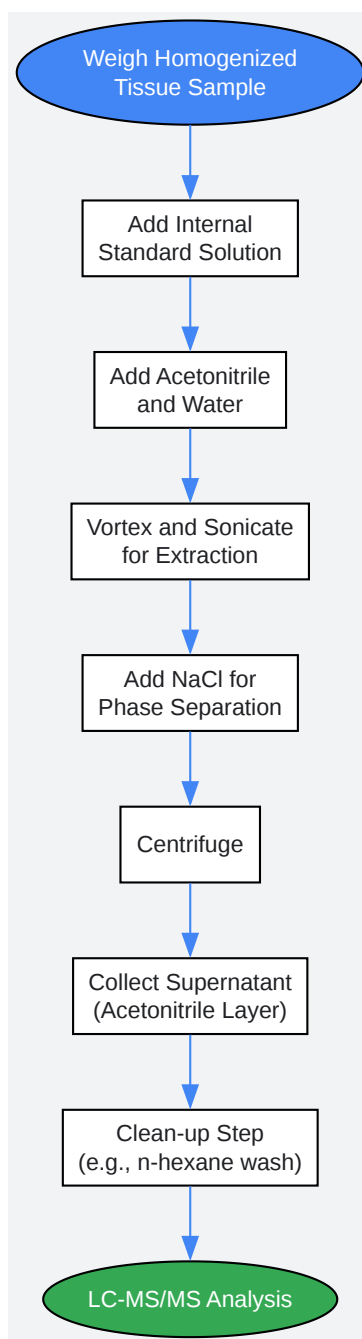 Weigh Homogenized
Tissue Sample
Add Internal
Standard Solution
Add Acetonitrile
and Water
Vortex and Sonicate
for Extraction
Add NaCl for
Phase Separation
Centrifuge
Collect Supernatant
(Acetonitrile Layer)
Clean-up Step
(e.g., n-hexane wash)
LC-MS/MS Analysis